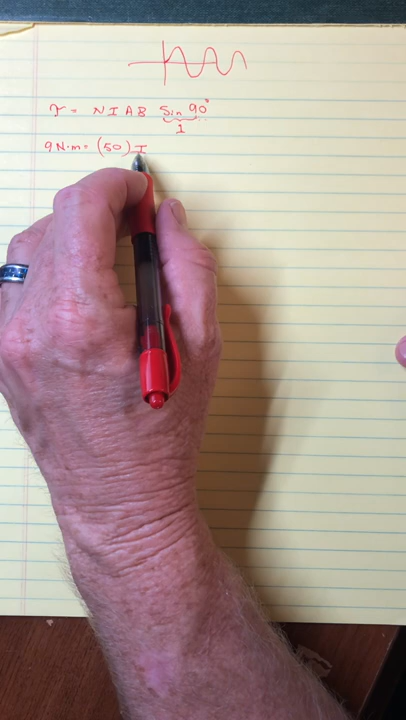 τ = N I A B Sin 90°
1
9 N·m = (50) I